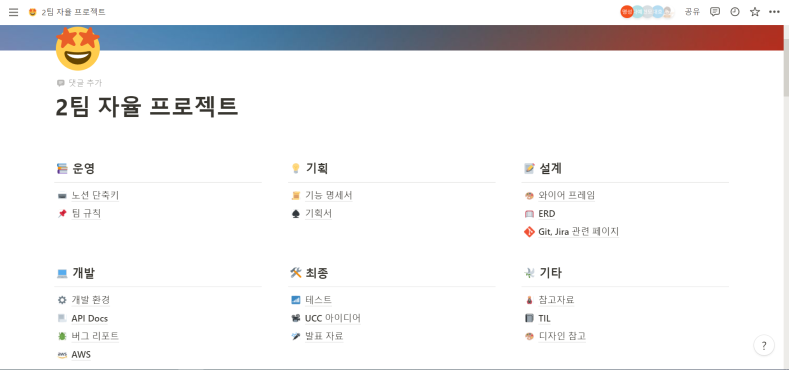 2팀 자율 프로젝트
공유
댓글 추가
2팀 자율 프로젝트
운영
노션 단축키
팀 규칙
기획
기능 명세서
기획서
설계
와이어 프레임
ERD
Git, Jira 관련 페이지
개발
개발 환경
API Docs
버그 리포트
aws AWS
최종
테스트
UCC 아이디어
발표 자료
기타
참고자료
TIL
디자인 참고
?